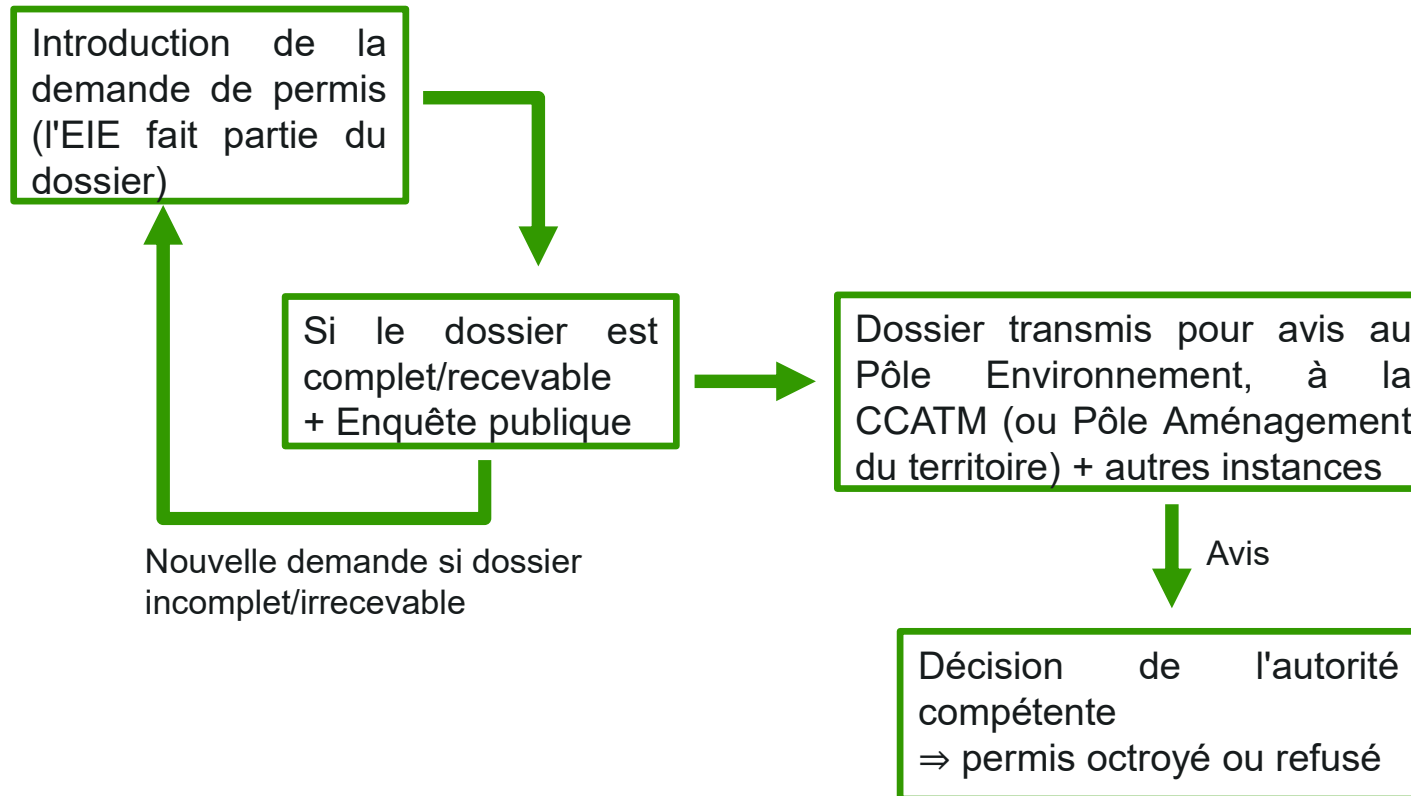 Introduction de la
demande de permis
(l'EIE fait partie du
dossier)
Si le dossier est
complet/recevable
+ Enquête publique
Dossier transmis pour avis au
Pôle Environnement, à la
CCATM (ou Pôle Aménagement
du territoire) + autres instances
Nouvelle demande si dossier
incomplet/irrecevable
Avis
Décision de l'autorité
compétente
⇒ permis octroyé ou refusé